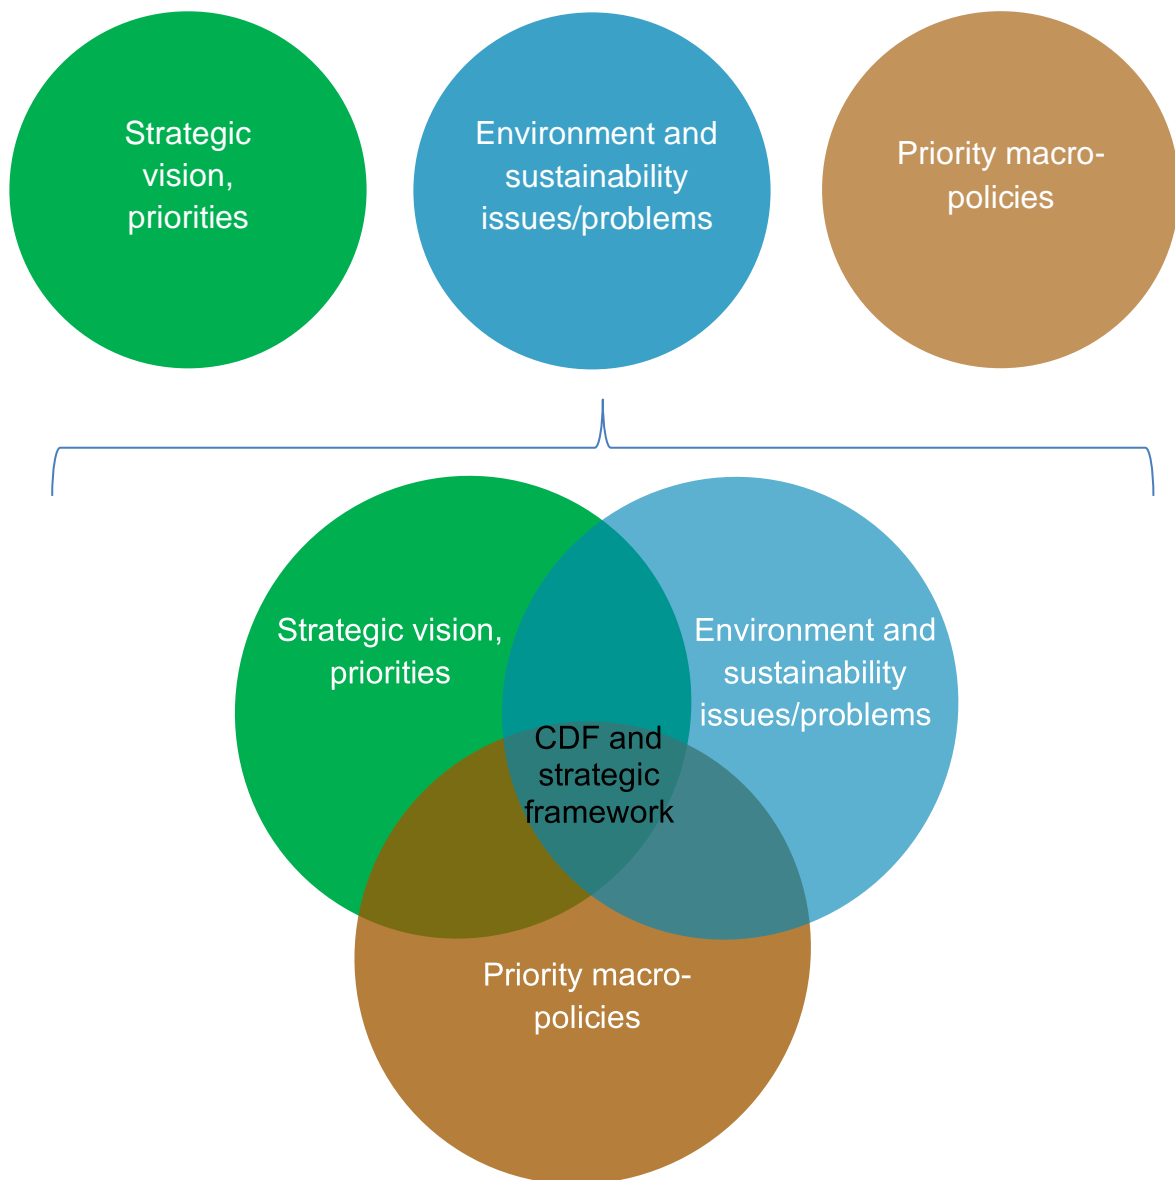 Strategic
vision,
priorities
Environment and
sustainability
issues/problems
Priority macro-
policies
Strategic vision,
priorities
Environment and
sustainability
issues/problems
CDF and
strategic
framework
Priority macro-
policies